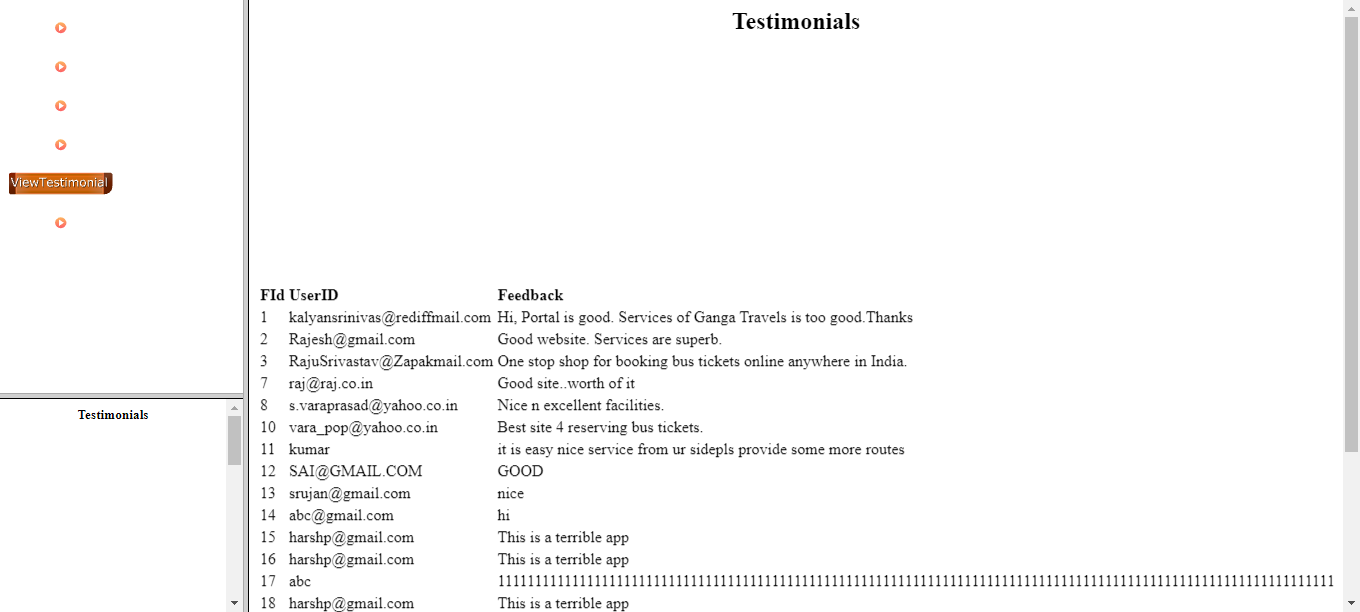 ViewTestimonial
Testimonials
Testimonials
FId UserID Feedback
1 kalyansrinivas@rediffmail.com Hi, Portal is good. Services of Ganga Travels is too good.Thanks
2 Rajesh@gmail.com Good website. Services are superb.
3 RajuSrivastav@Zapakmail.com One stop shop for booking bus tickets online anywhere in India.
7 raj@raj.co.in Good site..worth of it
8 s.varaprasad@yahoo.co.in Nice n excellent facilities.
10 vara_pop@yahoo.co.in Best site 4 reserving bus tickets.
11 kumar it is easy nice service from ur sidepls provide some more routes
12 SAI@GMAIL.COM GOOD
13 srujan@gmail.com nice
14 abc@gmail.com hi
15 harshp@gmail.com This is a terrible app
16 harshp@gmail.com This is a terrible app
17 abc
18 harshp@gmail.com This is a terrible app